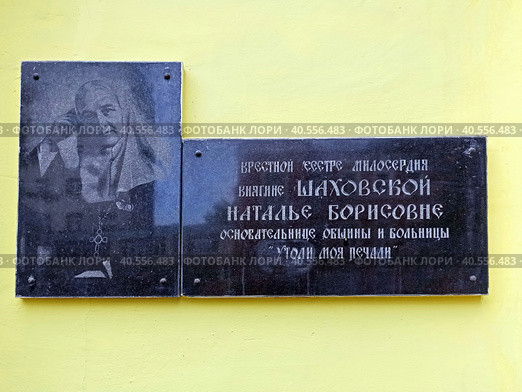 · ФОТОБАНК ЛОРИ · 40.556.483 · ФОТОБАНК ЛОРИ · 40.556.483 · ФОТОБАНК ЛОРИ · 40.556.483 ·
КРЕСТНОЙ СЕСТРЕ МИЛОСЕРДИЯ
КНЯГИНЕ ШАХОВСКОЙ
НАТАЛЬЕ БОРИСОВНЕ
ОСНОВАТЕЛЬНИЦЕ ОБЩИНЫ И БОЛЬНИЦЫ
"УТОЛИ МОЯ ПЕЧАЛИ"
· ФОТОБАНК ЛОРИ · 40.556.483 · ФОТОБАНК ЛОРИ · 40.556.483 · ФОТОБАНК ЛОРИ · 40.556.483 ·